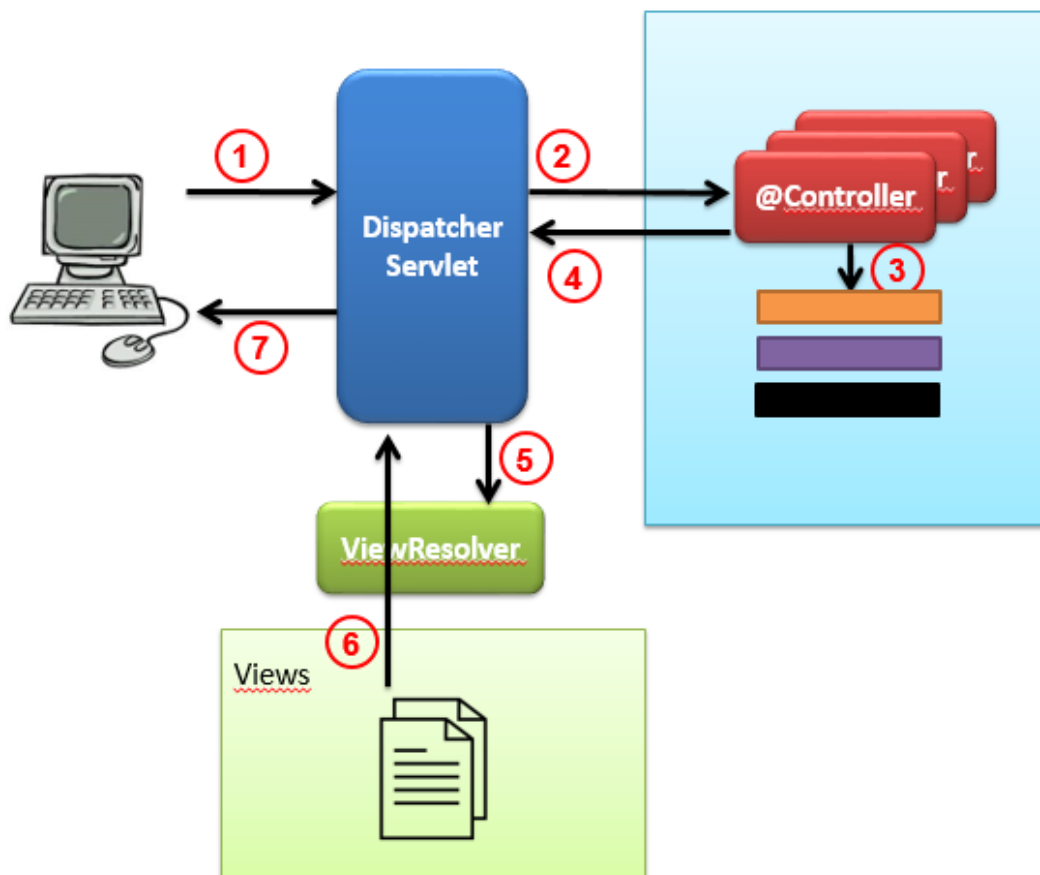 1
2
@Controller
r
r
Dispatcher
Servlet
4
3
7
5
ViewResolver
6
Views